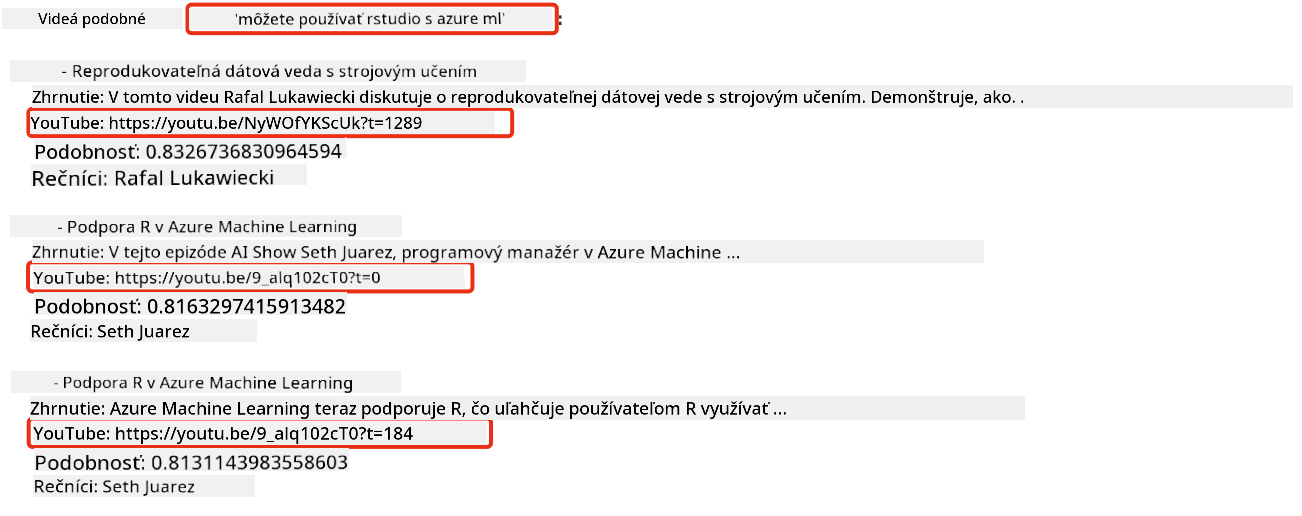 Videá podobné 'môžete používať rstudio s azure ml':
- Reprodukovateľná dátová veda s strojovým učením
Zhrnutie: V tomto videu Rafal Lukawiecki diskutuje o reprodukovateľnej dátovej vede s strojovým učením. Demonštruje, ako. .
YouTube: https://youtu.be/NyWOfYKScUk?t=1289
Podobnosť: 0.8326736830964594
Rečníci: Rafal Lukawiecki
- Podpora R v Azure Machine Learning
Zhrnutie: V tejto epizóde AI Show Seth Juarez, programový manažér v Azure Machine ...
YouTube: https://youtu.be/9_alq102cT0?t=0
Podobnosť: 0.8163297415913482
Rečníci: Seth Juarez
- Podpora R v Azure Machine Learning
Zhrnutie: Azure Machine Learning teraz podporuje R, čo uľahčuje používateľom R využívať ...
YouTube: https://youtu.be/9_alq102cT0?t=184
Podobnosť: 0.8131143983558603
Rečníci: Seth Juarez